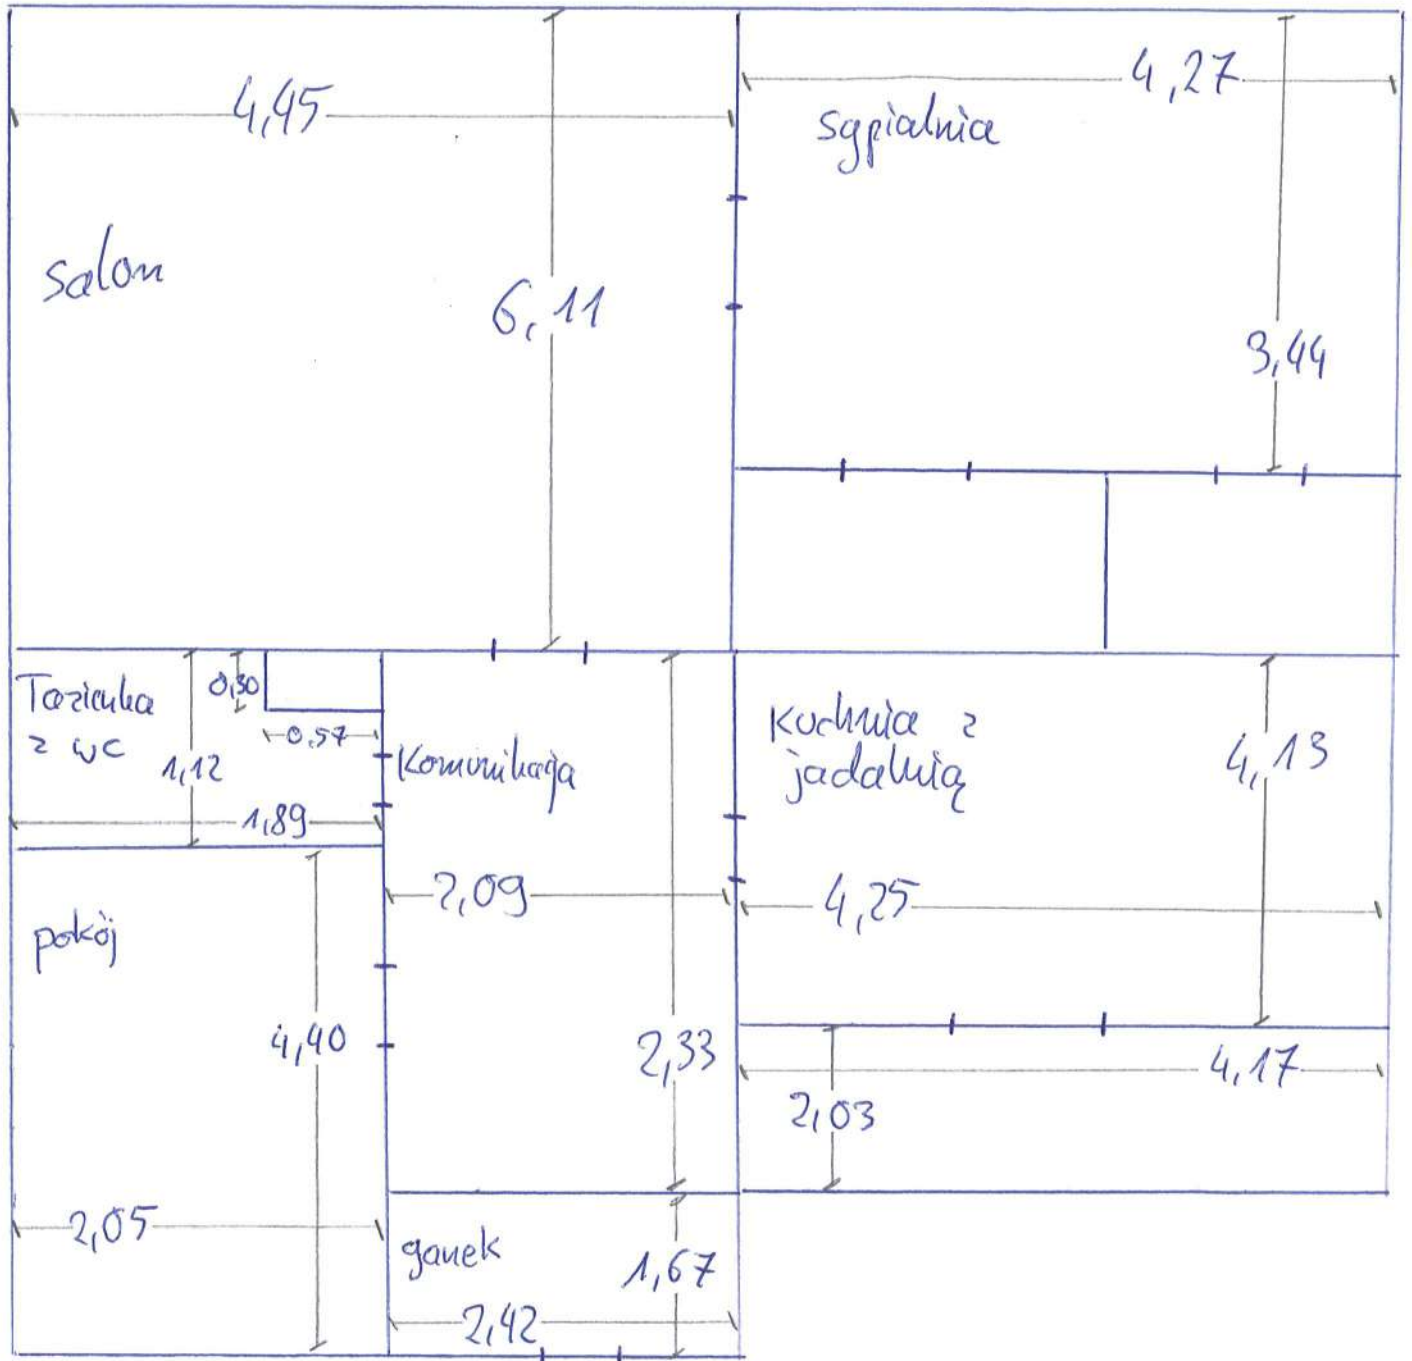 4,45
4,27
sypialnia
salon
6,11
3,44
Łazienka
z wc
0,30
0,57
1,12
1,89
Komunikacja
kuchnia z
jadalnią
4,13
2,09
4,25
pokój
4,40
2,33
4,17
2,03
2,05
ganek
1,67
2,42